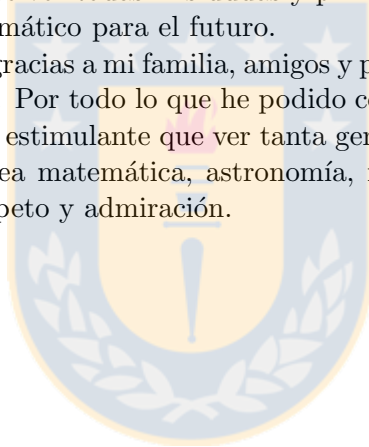 mático para el futuro.
gracias a mi familia, amigos y p
Por todo lo que he podido c
estimulante que ver tanta ger
ea matemática, astronomía,
peto y admiración.